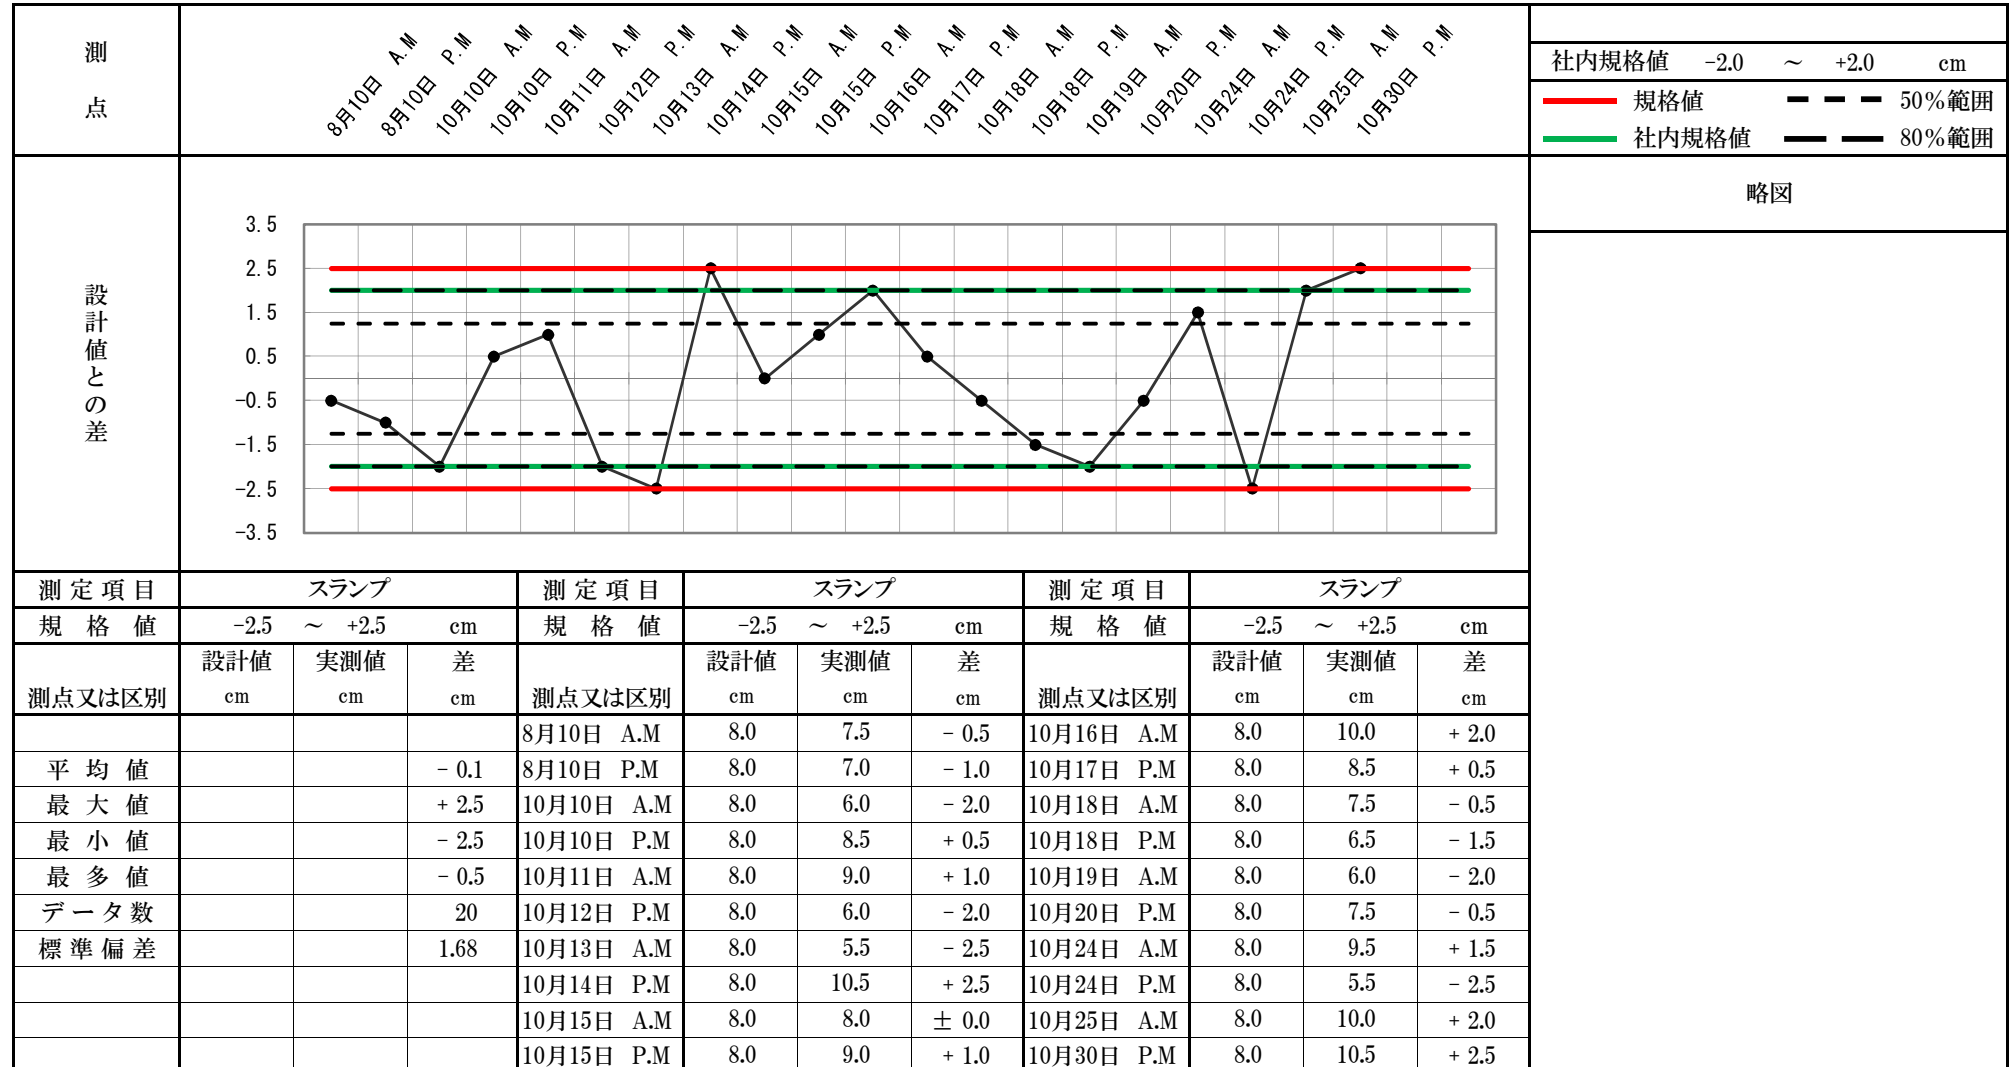 測
点
8月10日 A.M
8月10日 P.M
10月10日 A.M
10月10日 P.M
10月11日 A.M
10月12日 P.M
10月13日 A.M
10月14日 P.M
10月15日 A.M
10月15日 P.M
10月16日 A.M
10月17日 P.M
10月18日 A.M
10月18日 P.M
10月19日 A.M
10月20日 P.M
10月24日 A.M
10月24日 P.M
10月25日 A.M
10月30日 P.M
社内規格値 -2.0 ～ +2.0 cm
規格値 50%範囲
社内規格値 80%範囲
略図
設計値との差
3.5
2.5
1.5
0.5
-0.5
-1.5
-2.5
-3.5
測定項目 スランプ 測定項目 スランプ 測定項目 スランプ
規格値 -2.5 ～ +2.5 cm 規格値 -2.5 ～ +2.5 cm 規格値 -2.5 ～ +2.5 cm
設計値 実測値 差 設計値 実測値 差 設計値 実測値 差
測点又は区別 cm cm cm 測点又は区別 cm cm cm 測点又は区別 cm cm cm
8月10日 A.M 8.0 7.5 - 0.5 10月16日 A.M 8.0 10.0 + 2.0
平均値 - 0.1 8月10日 P.M 8.0 7.0 - 1.0 10月17日 P.M 8.0 8.5 + 0.5
最大値 + 2.5 10月10日 A.M 8.0 6.0 - 2.0 10月18日 A.M 8.0 7.5 - 0.5
最小値 - 2.5 10月10日 P.M 8.0 8.5 + 0.5 10月18日 P.M 8.0 6.5 - 1.5
最多値 - 0.5 10月11日 A.M 8.0 9.0 + 1.0 10月19日 A.M 8.0 6.0 - 2.0
データ数 20 10月12日 P.M 8.0 6.0 - 2.0 10月20日 P.M 8.0 7.5 - 0.5
標準偏差 1.68 10月13日 A.M 8.0 5.5 - 2.5 10月24日 A.M 8.0 9.5 + 1.5
10月14日 P.M 8.0 10.5 + 2.5 10月24日 P.M 8.0 5.5 - 2.5
10月15日 A.M 8.0 8.0 ± 0.0 10月25日 A.M 8.0 10.0 + 2.0
10月15日 P.M 8.0 9.0 + 1.0 10月30日 P.M 8.0 10.5 + 2.5